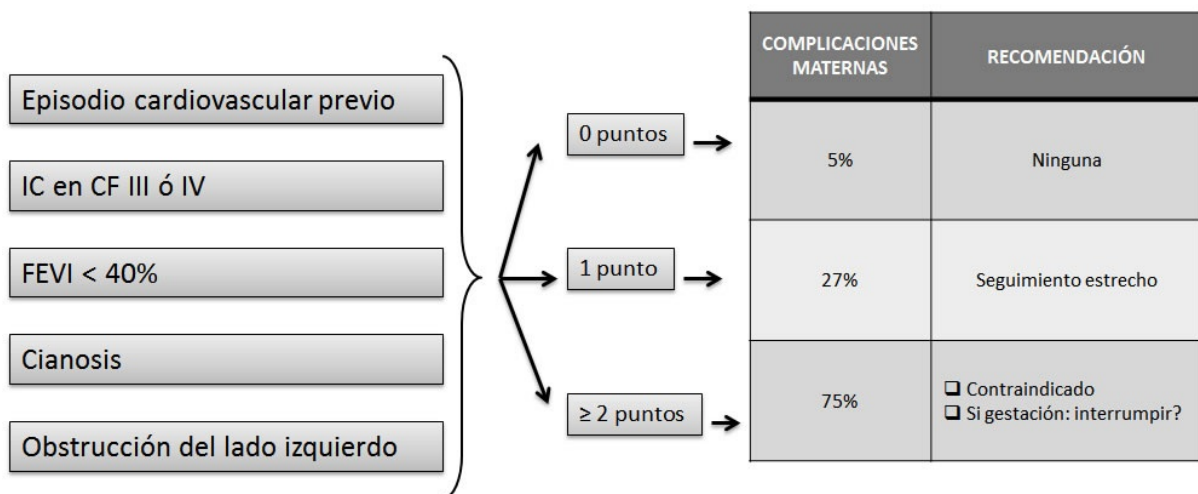 Episodio cardiovascular previo
IC en CF III ó IV
FEVI < 40%
Cianosis
Obstrucción del lado izquierdo
0 puntos
1 punto
≥ 2 puntos
COMPLICACIONES
MATERNAS
RECOMENDACIÓN
5%
Ninguna
27%
Seguimiento estrecho
75%
❑ Contraindicado
❑ Si gestación: interrumpir?